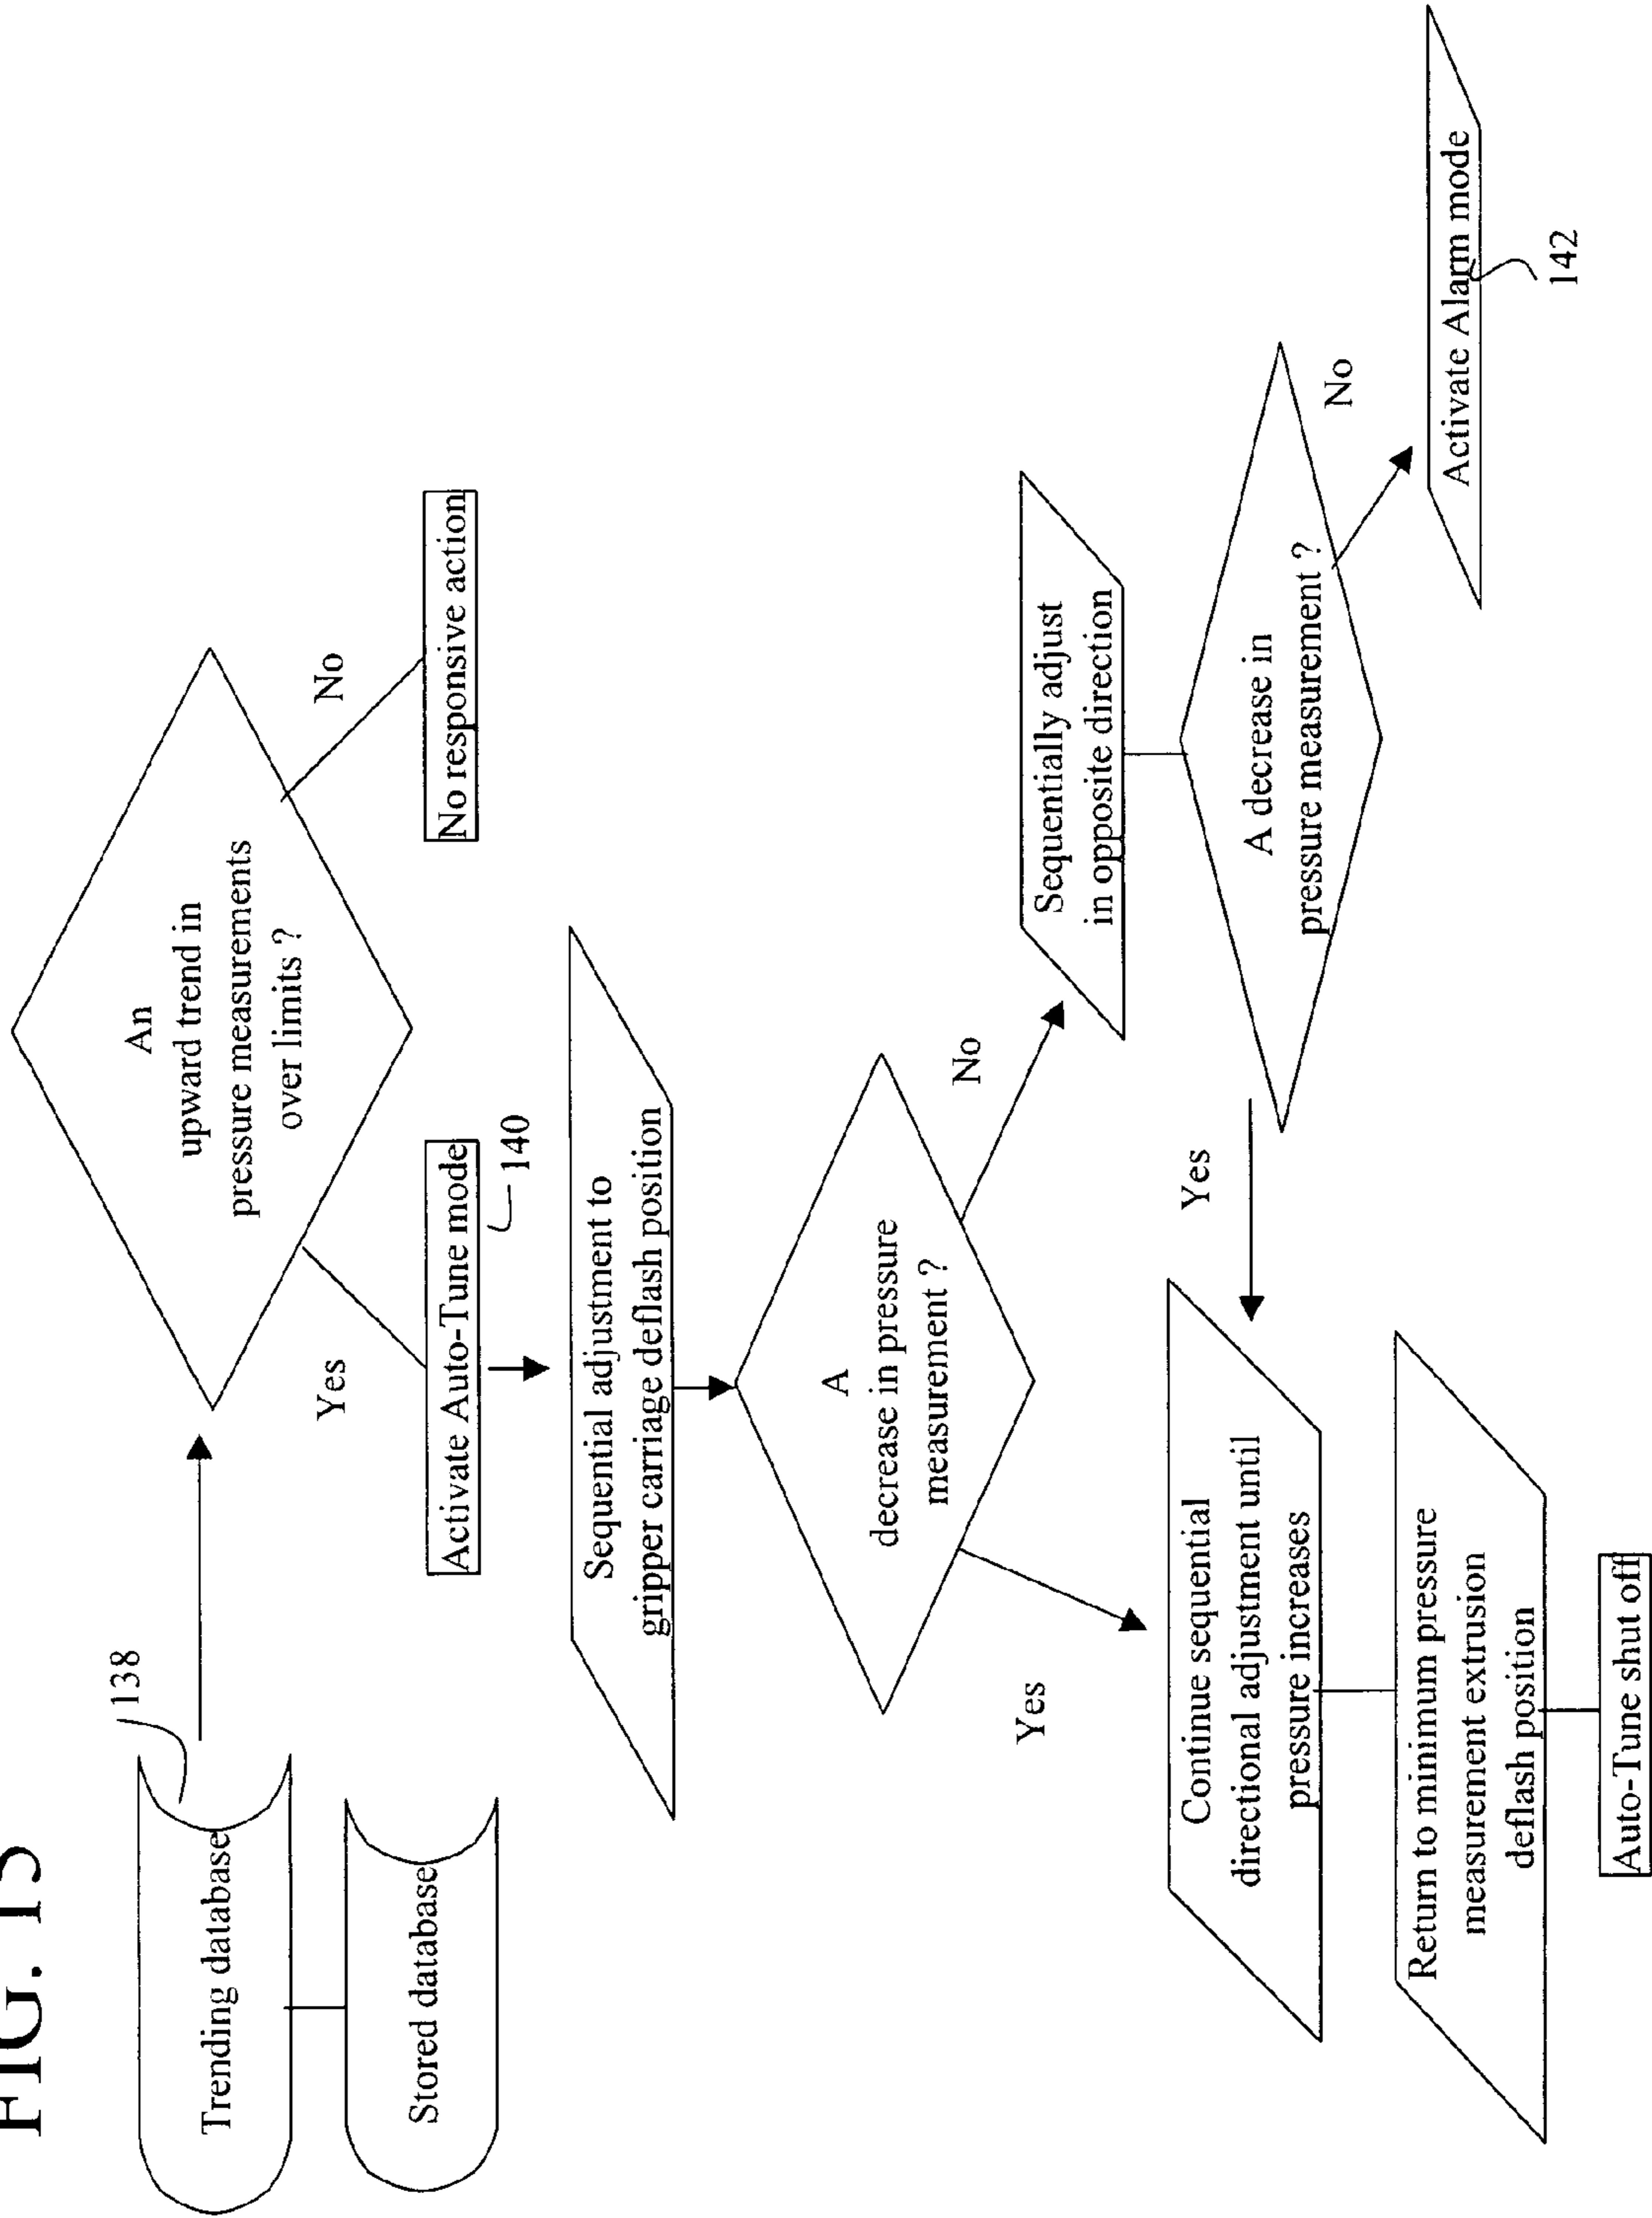 FIG. 15
138
Trending database
Stored database
An
upward trend in
pressure measurements
over limits ?
Yes
No
Activate Auto-Tune mode
140
No responsive action
Sequential adjustment to
gripper carriage deflash position
A
decrease in pressure
measurement ?
Yes
No
Sequentially adjust
in opposite direction
A decrease in
pressure measurement ?
Yes
No
Continue sequential
directional adjustment until
pressure increases
Return to minimum pressure
measurement extrusion
deflash position
Auto-Tune shut off
Activate Alarm mode
142